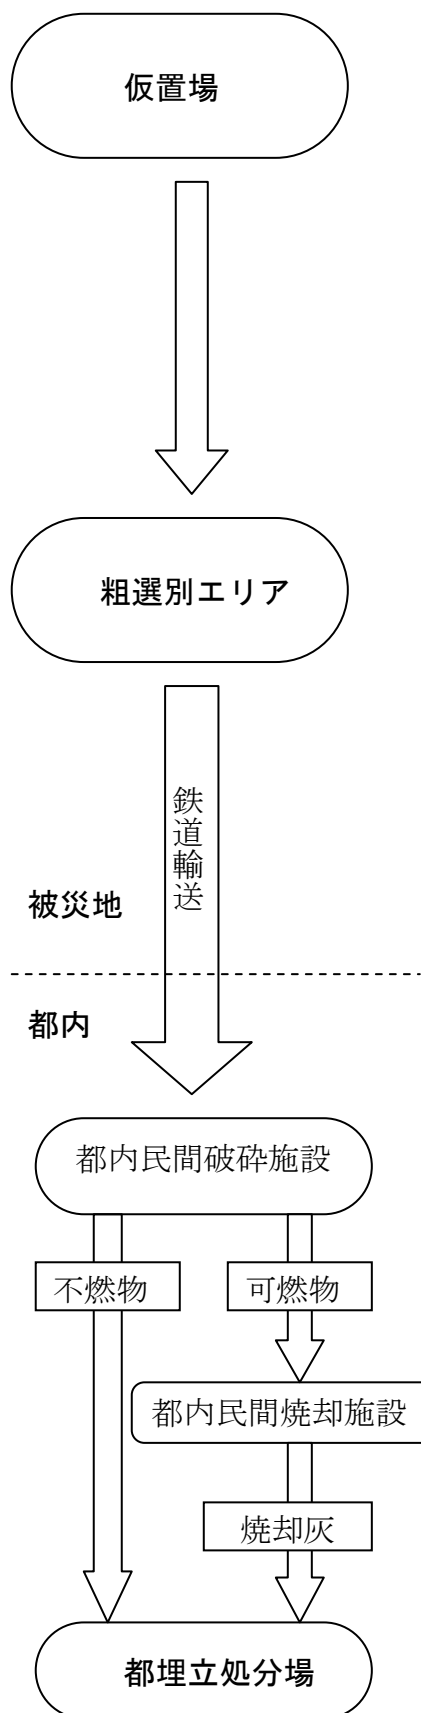 仮置場
粗選別エリア
鉄道輸送
被災地
都内
都内民間破砕施設
不燃物
可燃物
都内民間焼却施設
焼却灰
都埋立処分場